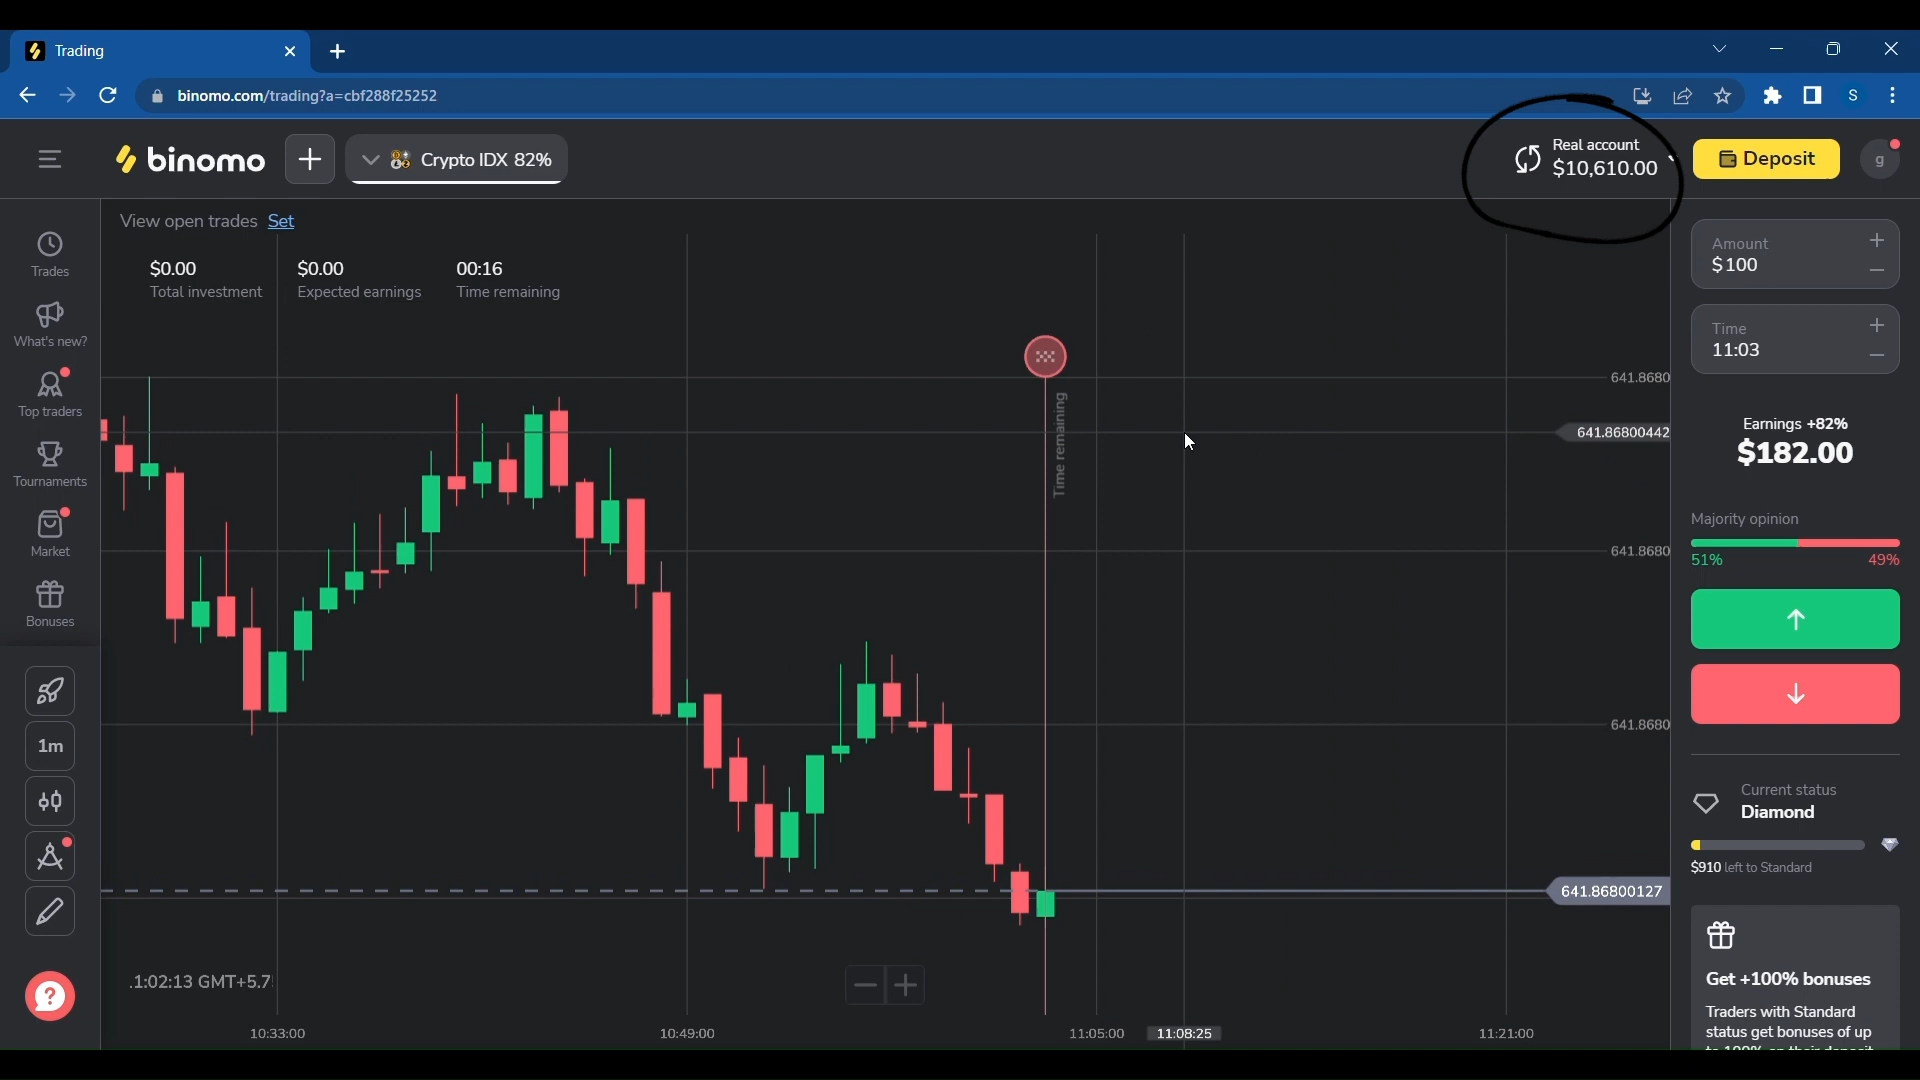 Trading
binomo.com/trading?a=cbf288f25252
S
binomo
Crypto IDX 82%
Real account
$10,610.00
Deposit
g
View open trades Set
$0.00
Total investment
$0.00
Expected earnings
00:16
Time remaining
Trades
What's new?
Top traders
Tournaments
Market
Bonuses
1m
Time remaining
641.8680
641.86800442
641.8680
641.8680
641.86800127
.1:02:13 GMT+5.7
10:33:00
10:49:00
11:05:00
11:08:25
11:21:00
Amount
$100
Time
11:03
Earnings +82%
$182.00
Majority opinion
51%
49%
Current status
Diamond
$910 left to Standard
Get +100% bonuses
Traders with Standard
status get bonuses of up